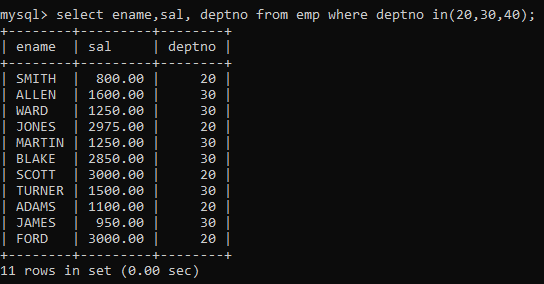 mysql> select ename,sal, deptno from emp where deptno in(20,30,40);
+--------+---------+--------+
| ename  | sal     | deptno |
+--------+---------+--------+
| SMITH  |  800.00 |     20 |
| ALLEN  | 1600.00 |     30 |
| WARD   | 1250.00 |     30 |
| JONES  | 2975.00 |     20 |
| MARTIN | 1250.00 |     30 |
| BLAKE  | 2850.00 |     30 |
| SCOTT  | 3000.00 |     20 |
| TURNER | 1500.00 |     30 |
| ADAMS  | 1100.00 |     20 |
| JAMES  |  950.00 |     30 |
| FORD   | 3000.00 |     20 |
+--------+---------+--------+
11 rows in set (0.00 sec)